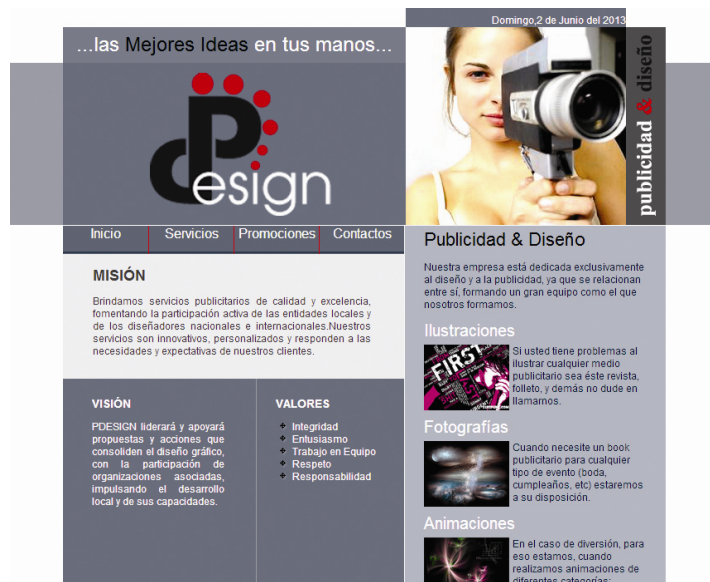 Domingo,2 de Junio del 2013
...las Mejores Ideas en tus manos...
PDesign
publicidad & diseño
Inicio
Servicios
Promociones
Contactos
MISIÓN
Brindamos servicios publicitarios de calidad y excelencia,
fomentando la participación activa de las entidades locales y
de los diseñadores nacionales e internacionales.Nuestros
servicios son innovativos, personalizados y responden a las
necesidades y expectativas de nuestros clientes.
VISIÓN
PDESIGN liderará y apoyará
propuestas y acciones que
consoliden el diseño gráfico,
con la participación de
organizaciones asociadas,
impulsando el desarrollo
local y de sus capacidades.
VALORES
Integridad
Entusiasmo
Trabajo en Equipo
Respeto
Responsabilidad
Publicidad & Diseño
Nuestra empresa está dedicada exclusivamente
al diseño y a la publicidad, ya que se relacionan
entre sí, formando un gran equipo como el que
nosotros formamos.
Ilustraciones
FIRST
Si usted tiene problemas al
ilustrar cualquier medio
publicitario sea éste revista,
folleto, y demás no dude en
llamarnos.
Fotografías
Cuando necesite un book
publicitario para cualquier
tipo de evento (boda,
cumpleaños, etc) estaremos
a su disposición.
Animaciones
En el caso de diversión, para
eso estamos, cuando
realizamos animaciones de
diferentes categorías: